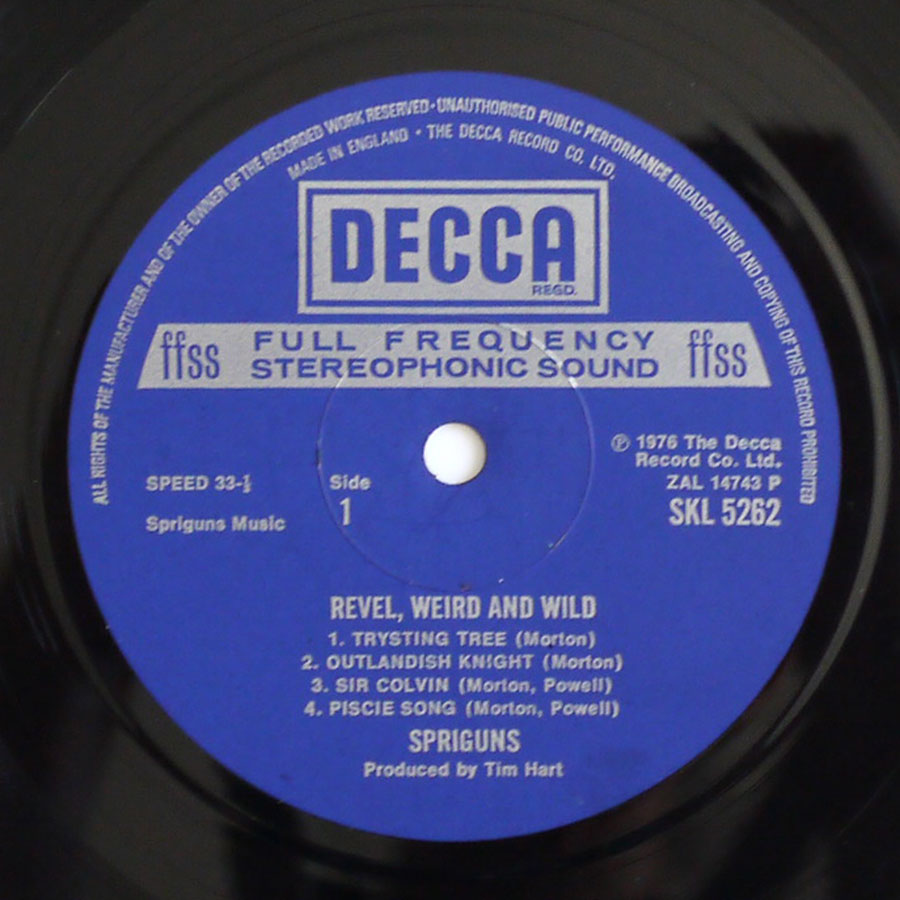 ALL RIGHTS OF THE MANUFACTURER AND OF THE OWNER OF THE RECORDED WORK RESERVED · UNAUTHORISED PUBLIC PERFORMANCE BROADCASTING AND COPYING OF THIS RECORD PROHIBITED
MADE IN ENGLAND · THE DECCA RECORD CO. LTD.
DECCA
REGD.
ffss FULL FREQUENCY ffss
STEREOPHONIC SOUND
℗ 1976 The Decca
Record Co. Ltd.
SPEED 33-⅓ Side ZAL 14743 P
Spriguns Music 1 SKL 5262
REVEL, WEIRD AND WILD
1. TRYSTING TREE (Morton)
2. OUTLANDISH KNIGHT (Morton)
3. SIR COLVIN (Morton, Powell)
4. PISCIE SONG (Morton, Powell)
SPRIGUNS
Produced by Tim Hart